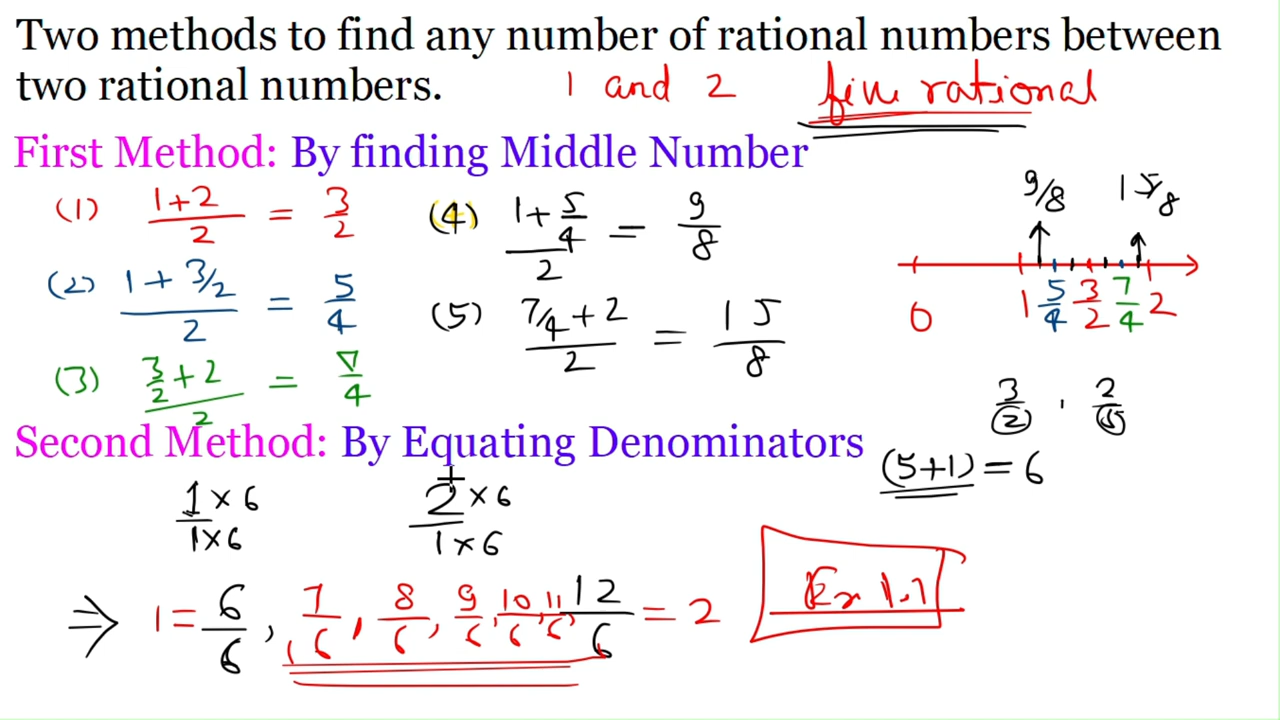 Two methods to find any number of rational numbers between
two rational numbers. 1 and 2 five rational
First Method: By finding Middle Number
(1) (1+2)/2 = 3/2
(2) (1 + 3/2)/2 = 5/4
(3) (3/2 + 2)/2 = 7/4
(4) (1 + 5/4)/2 = 9/8
(5) (7/4 + 2)/2 = 15/8
9/8 15/8
0 1 5/4 3/2 7/4 2
3/2 , 2/5
Second Method: By Equating Denominators
(5+1) = 6
1×6/1×6 2×6/1×6
⇒ 1 = 6/6, 7/6, 8/6, 9/6, 10/6, 11/6, 12/6 = 2
Ex 1.1